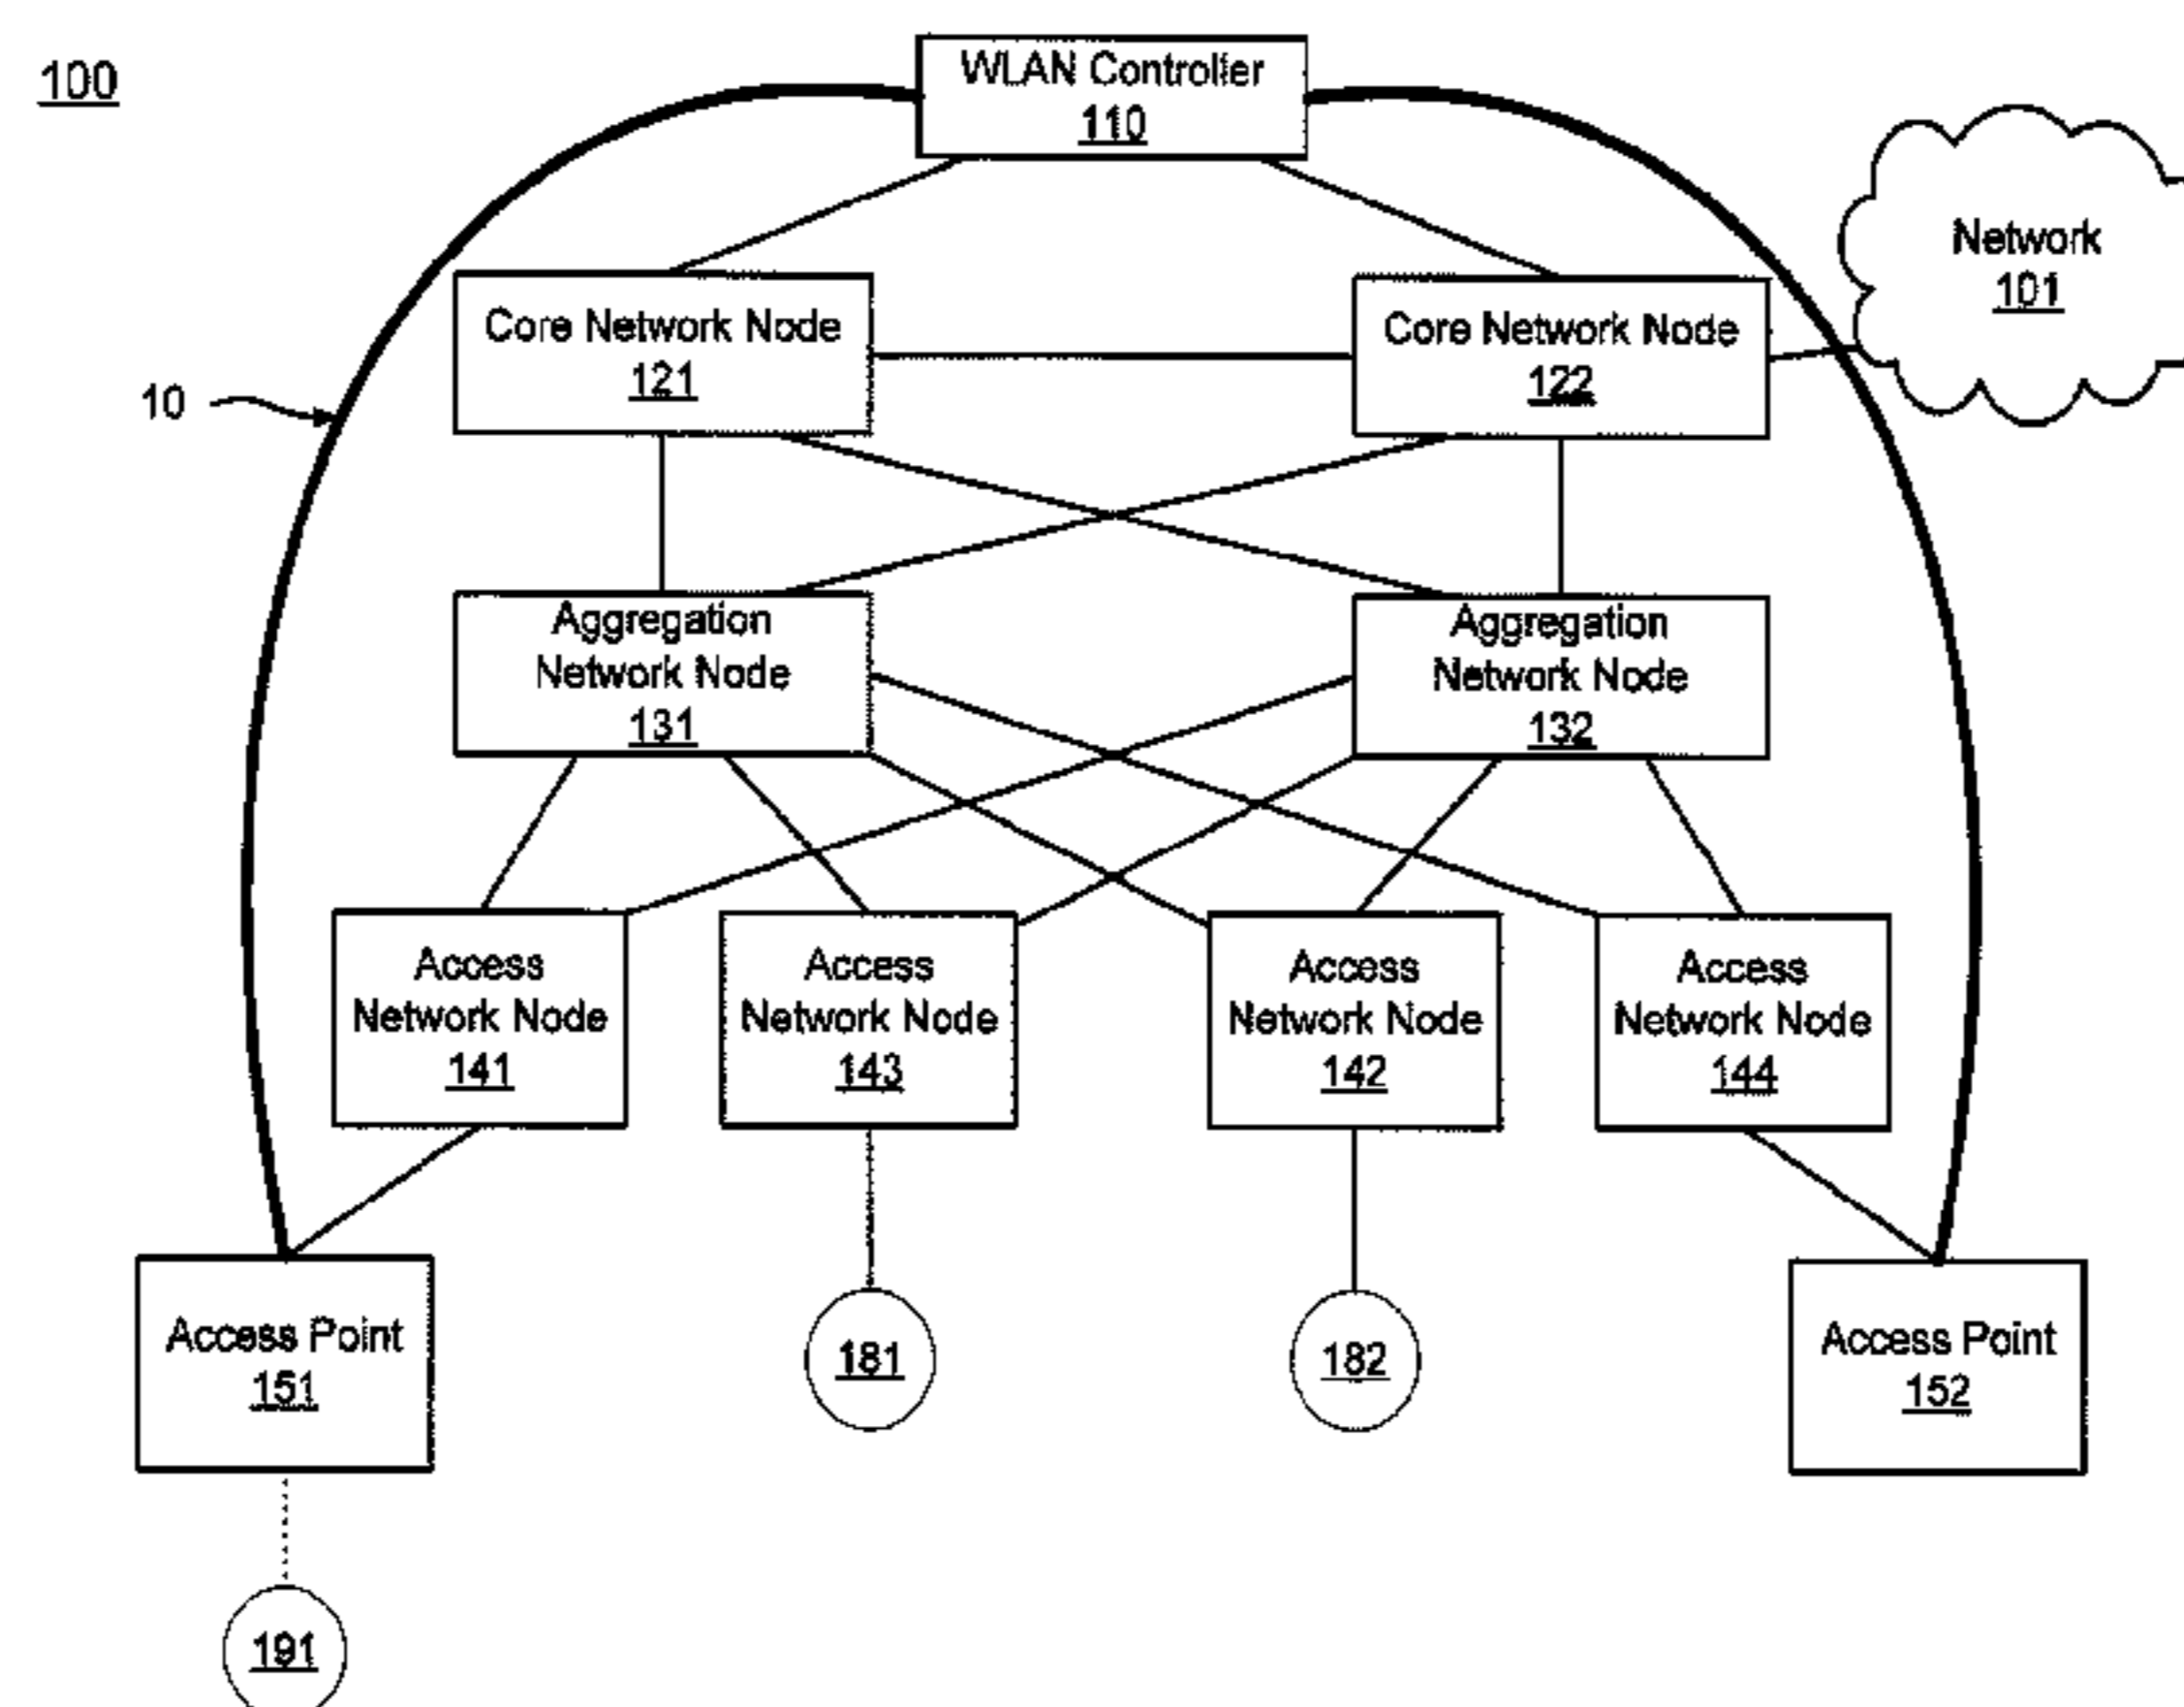 100
WLAN Controller
110
Network
101
Core Network Node
121
Core Network Node
122
10
Aggregation
Network Node
131
Aggregation
Network Node
132
Access
Network Node
141
Access
Network Node
143
Access
Network Node
142
Access
Network Node
144
Access Point
151
181
182
Access Point
152
191